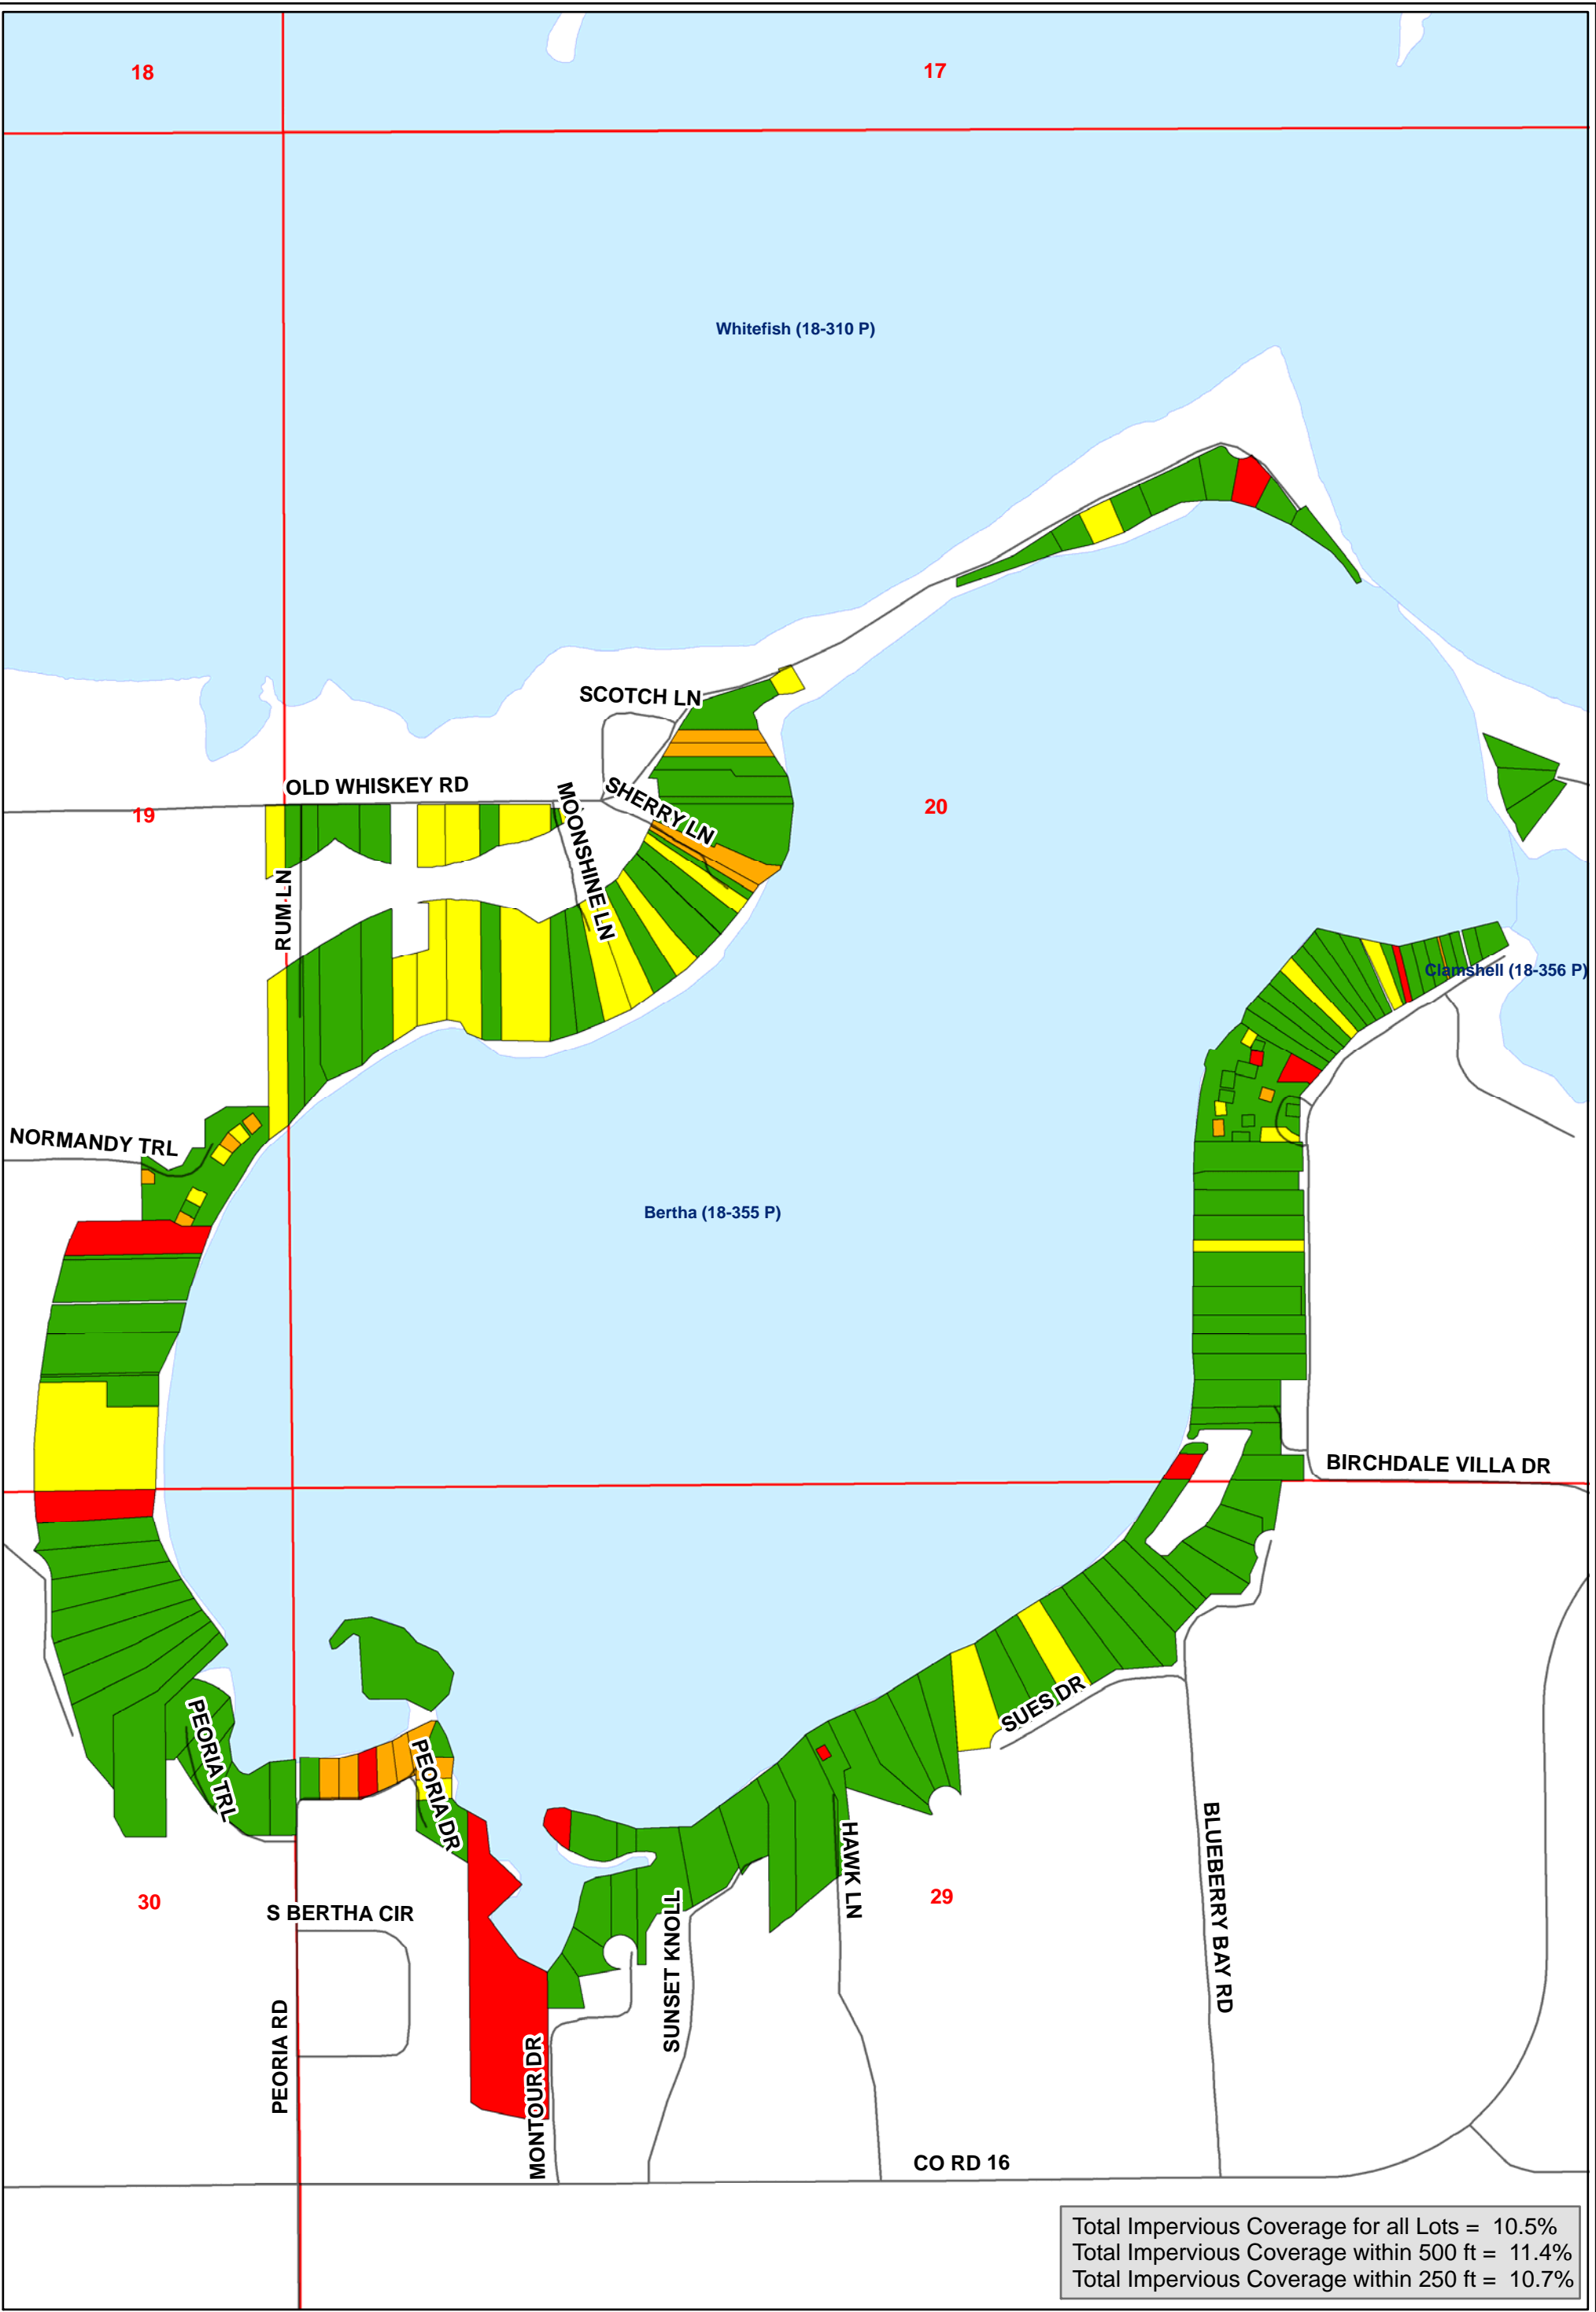 18
17
Whitefish (18-310 P)
SCOTCH LN
OLD WHISKEY RD
MOONSHINE LN
SHERRY LN
19
20
RUM LN
Clamshell (18-356 P)
NORMANDY TRL
Bertha (18-355 P)
BIRCHDALE VILLA DR
PEORIA TRL
PEORIA DR
SUES DR
HAWK LN
BLUEBERRY BAY RD
30
29
S BERTHA CIR
SUNSET KNOLL
PEORIA RD
MONTOUR DR
CO RD 16
Total Impervious Coverage for all Lots = 10.5%
Total Impervious Coverage within 500 ft = 11.4%
Total Impervious Coverage within 250 ft = 10.7%